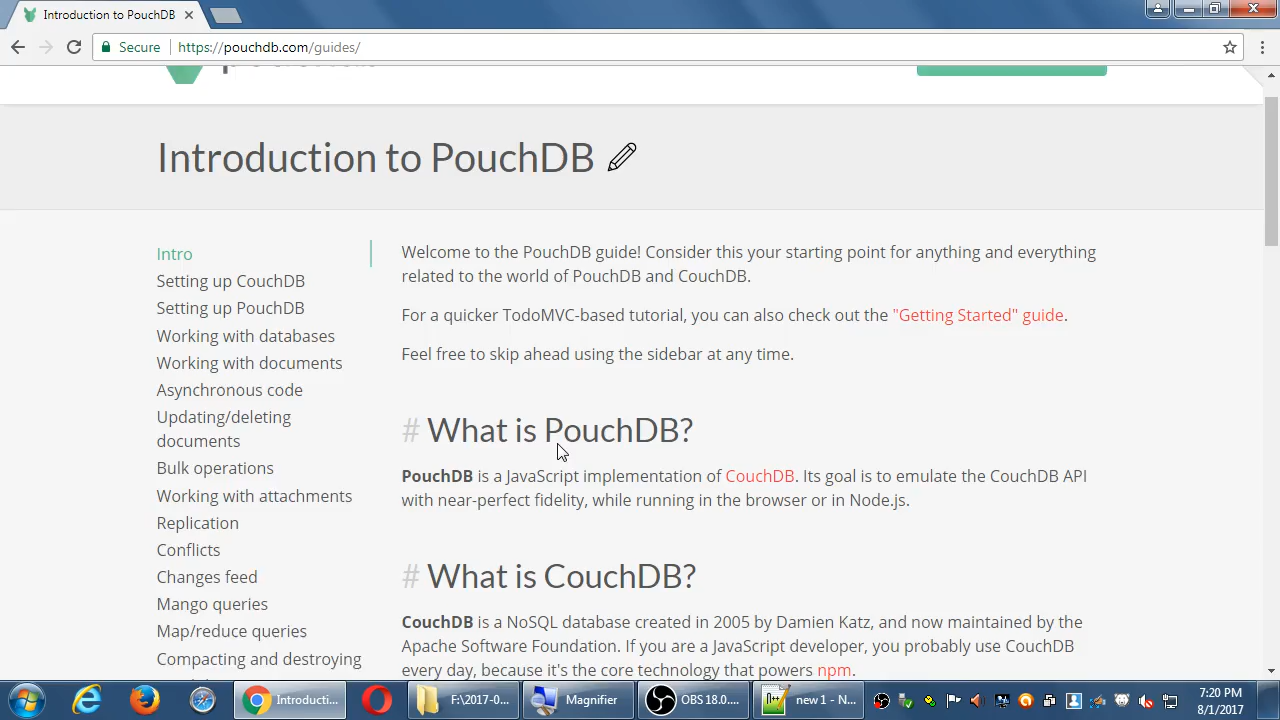 Introduction to PouchDB
Secure
https://pouchdb.com/guides/
Introduction to PouchDB
Intro
Setting up CouchDB
Setting up PouchDB
Working with databases
Working with documents
Asynchronous code
Updating/deleting
documents
Bulk operations
Working with attachments
Replication
Conflicts
Changes feed
Mango queries
Map/reduce queries
Compacting and destroying
Welcome to the PouchDB guide! Consider this your starting point for anything and everything
related to the world of PouchDB and CouchDB.
For a quicker TodoMVC-based tutorial, you can also check out the "Getting Started" guide.
Feel free to skip ahead using the sidebar at any time.
# What is PouchDB?
PouchDB is a JavaScript implementation of CouchDB. Its goal is to emulate the CouchDB API
with near-perfect fidelity, while running in the browser or in Node.js.
# What is CouchDB?
CouchDB is a NoSQL database created in 2005 by Damien Katz, and now maintained by the
Apache Software Foundation. If you are a JavaScript developer, you probably use CouchDB
every day, because it's the core technology that powers npm.
Introducti...
F:\2017-0...
Magnifier
OBS 18.0....
new 1 - N...
7:20 PM
8/1/2017